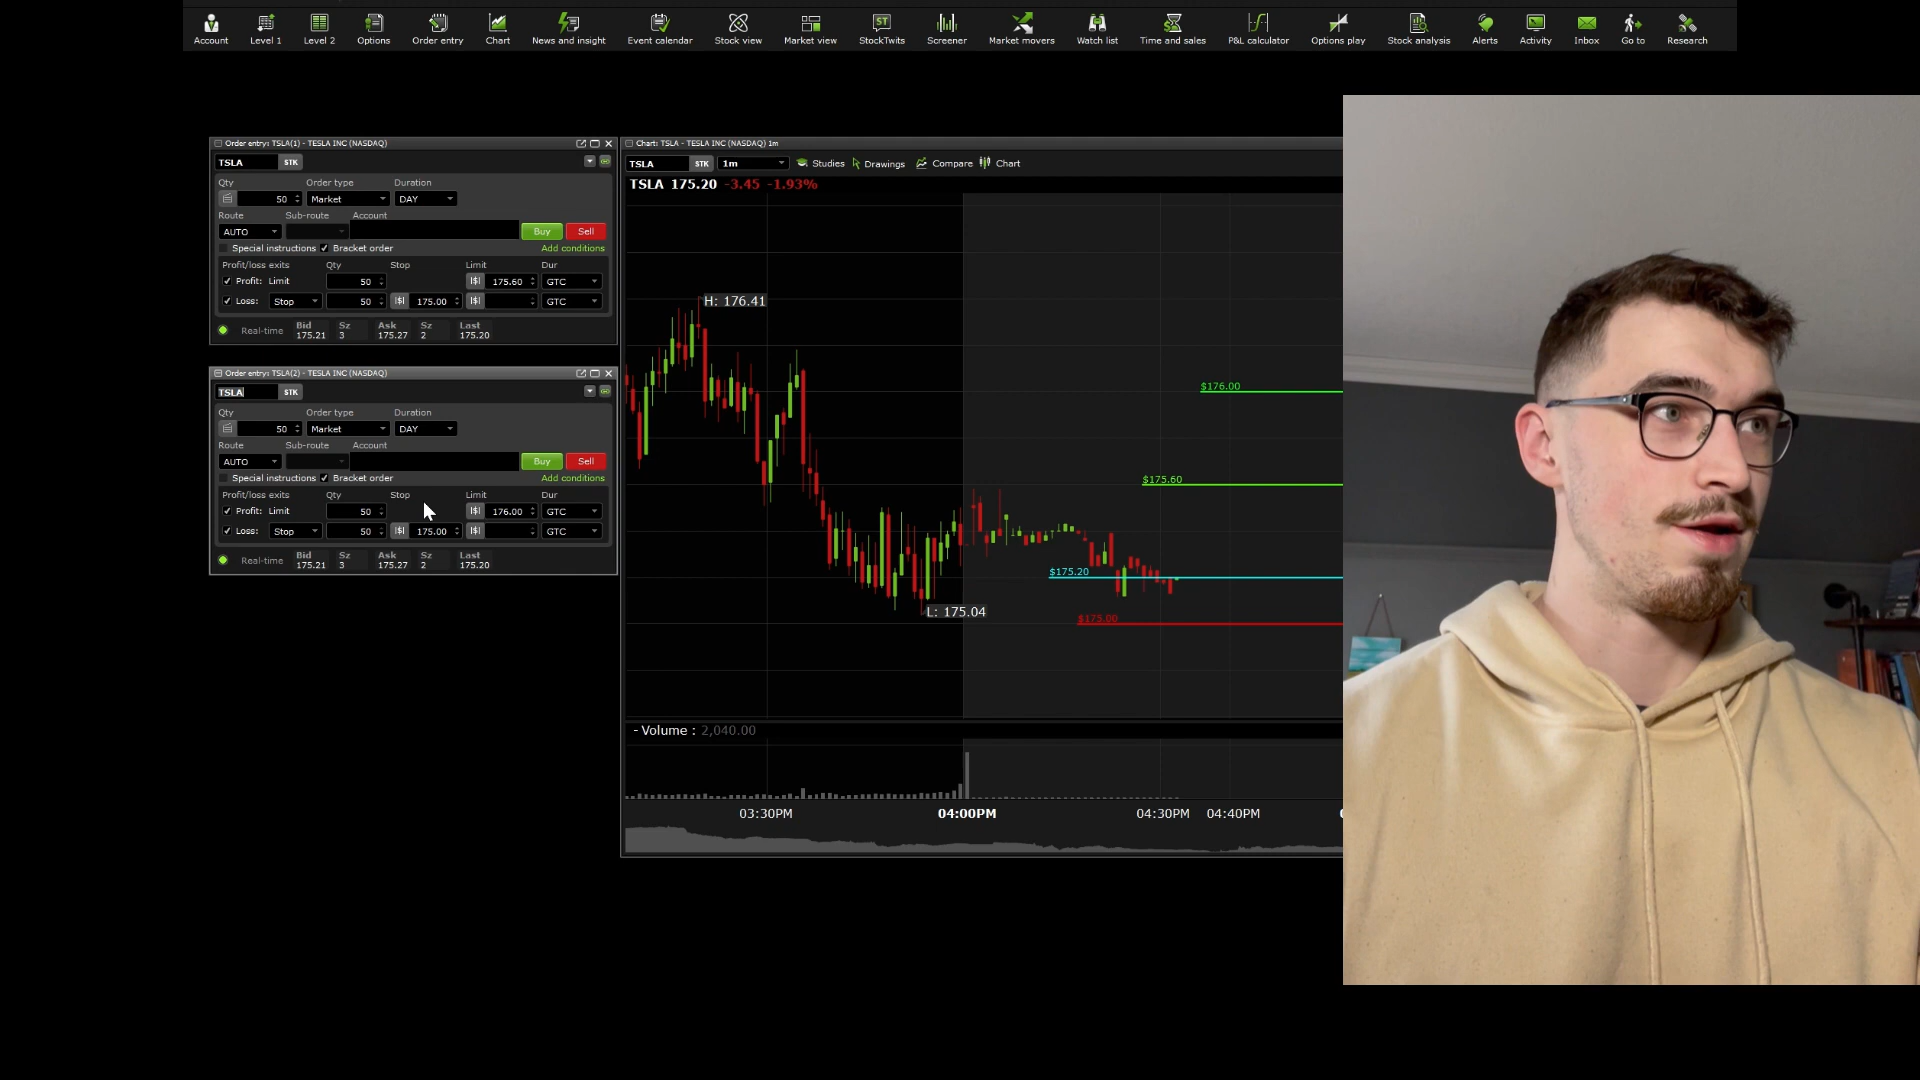 Account
Level 1
Level 2
Options
Order entry
Chart
News and insight
Event calendar
Stock view
Market view
StockTwits
Screener
Market movers
Watch list
Time and sales
P&L calculator
Options play
Stock analysis
Alerts
Activity
Inbox
Go to
Research
ST
Order entry: TSLA(1) - TESLA INC (NASDAQ)
TSLA STK
Qty Order type Duration
50 Market DAY
Route Sub-route Account
AUTO Buy Sell
Special instructions Bracket order Add conditions
Profit/loss exits Qty Stop Limit Dur
Profit: Limit 50 |$| 175.60 GTC
Loss: Stop 50 |$| 175.00 |$| GTC
Real-time
Bid Sz Ask Sz Last
175.21 3 175.27 2 175.20
Order entry: TSLA(2) - TESLA INC (NASDAQ)
TSLA STK
Qty Order type Duration
50 Market DAY
Route Sub-route Account
AUTO Buy Sell
Special instructions Bracket order Add conditions
Profit/loss exits Qty Stop Limit Dur
Profit: Limit 50 |$| 176.00 GTC
Loss: Stop 50 |$| 175.00 |$| GTC
Real-time
Bid Sz Ask Sz Last
175.21 3 175.27 2 175.20
Chart: TSLA - TESLA INC (NASDAQ) 1m
TSLA STK 1m Studies Drawings Compare Chart
TSLA 175.20 -3.45 -1.93%
H: 176.41
$176.00
$175.60
$175.20
L: 175.04
$175.00
- Volume : 2,040.00
03:30PM 04:00PM 04:30PM 04:40PM